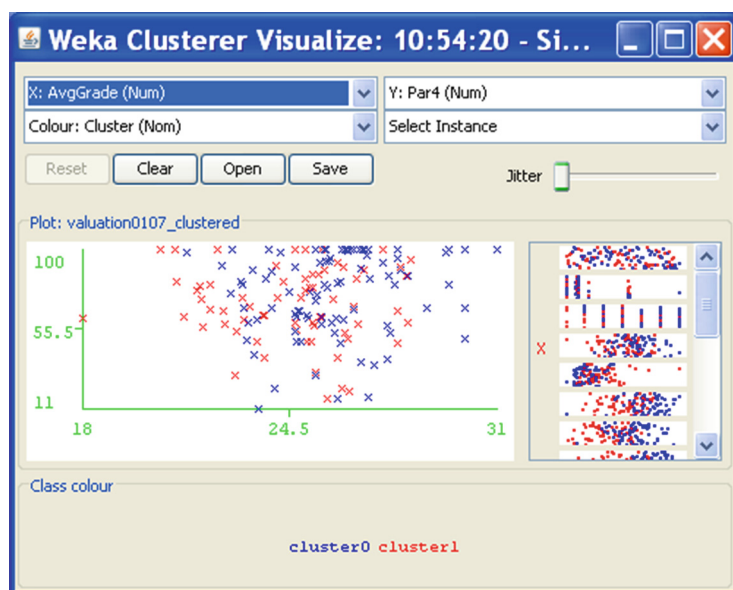 Weka Clusterer Visualize: 10:54:20 - Si...
X: AvgGrade (Num) Y: Par4 (Num)
Colour: Cluster (Nom) Select Instance
Reset Clear Open Save Jitter
Plot: valuation0107_clustered
100
55.5
11
18 24.5 31
X
Class colour
cluster0 cluster1